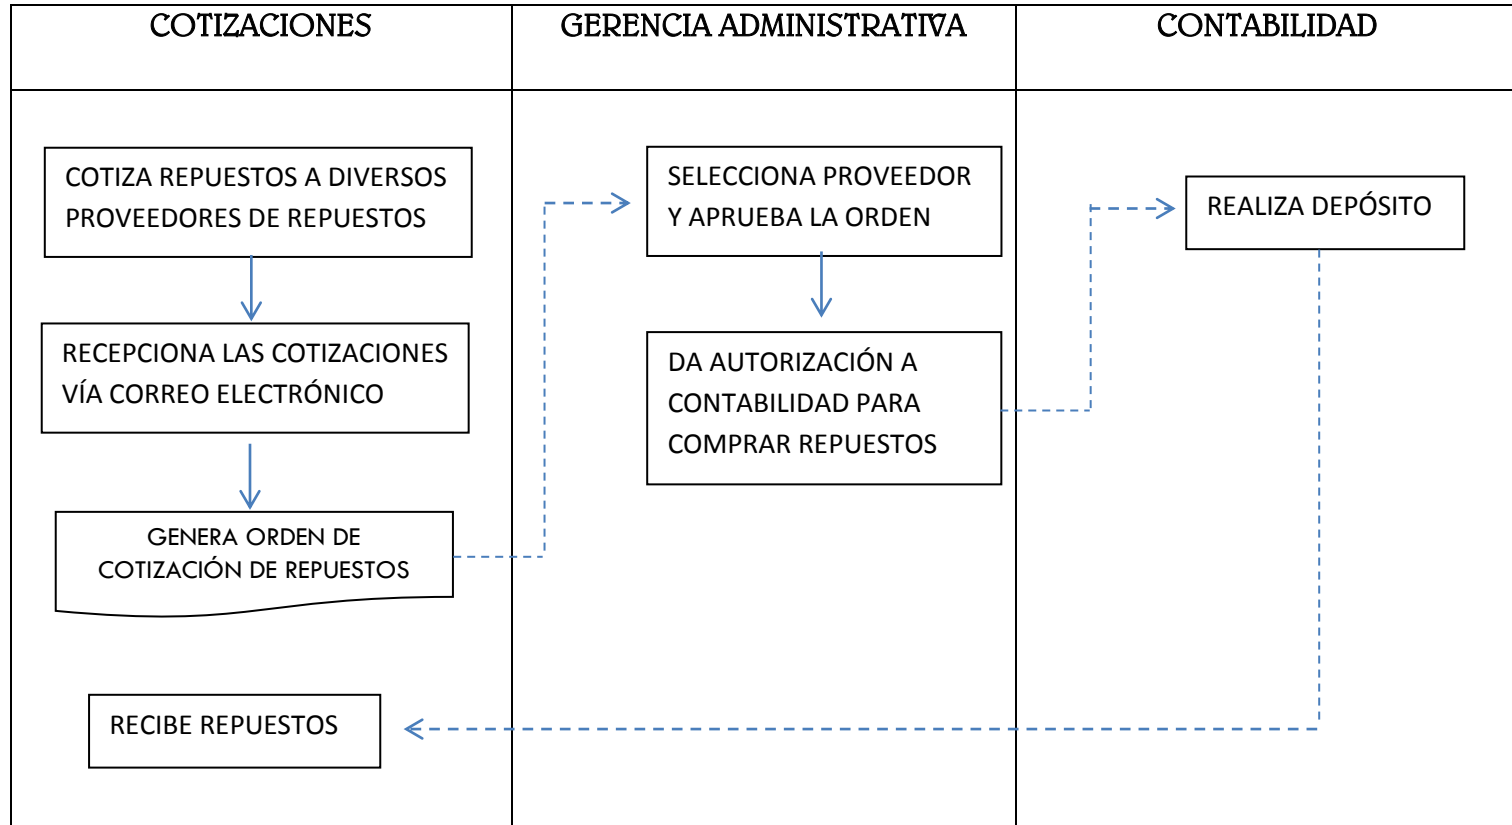 COTIZACIONES
GERENCIA ADMINISTRATIVA
CONTABILIDAD
COTIZA REPUESTOS A DIVERSOS
PROVEEDORES DE REPUESTOS
RECEPCIONA LAS COTIZACIONES
VÍA CORREO ELECTRÓNICO
GENERA ORDEN DE
COTIZACIÓN DE REPUESTOS
SELECCIONA PROVEEDOR
Y APRUEBA LA ORDEN
DA AUTORIZACIÓN A
CONTABILIDAD PARA
COMPRAR REPUESTOS
REALIZA DEPÓSITO
RECIBE REPUESTOS